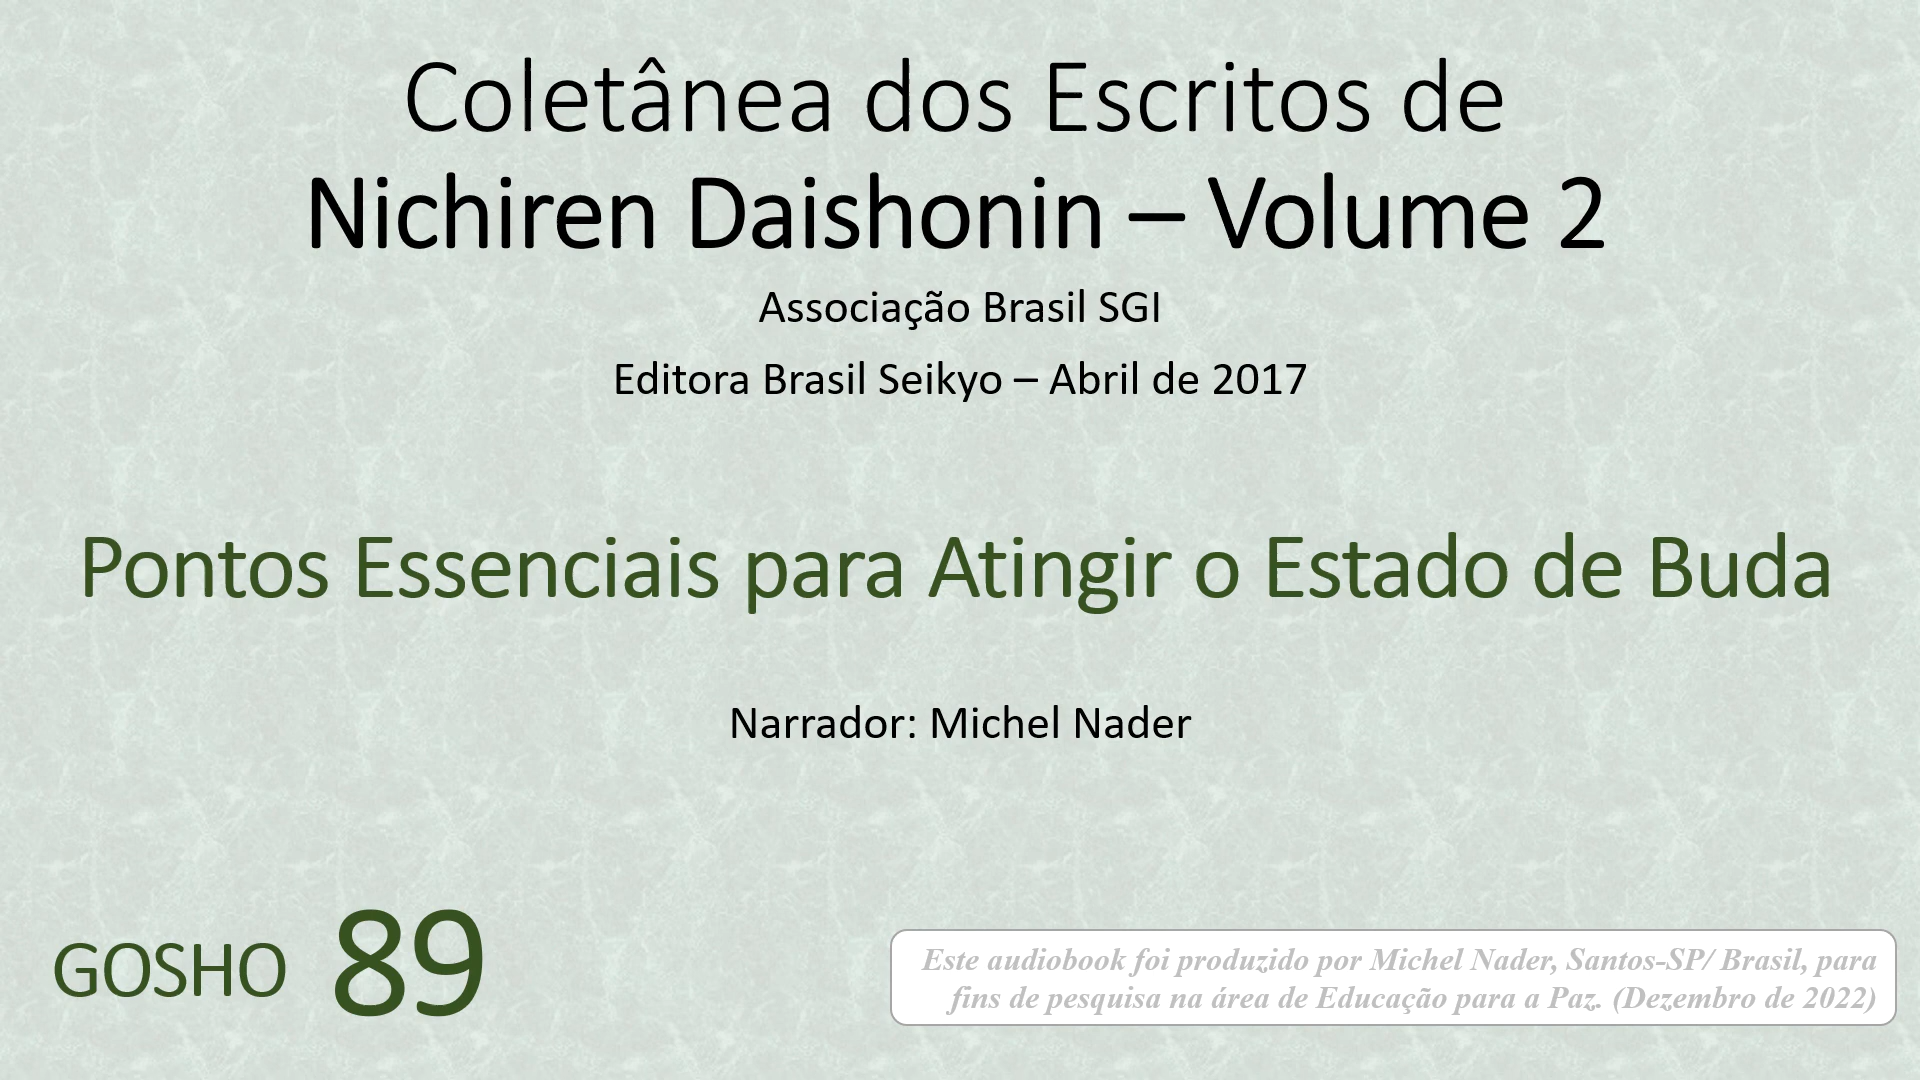 Coletânea dos Escritos de
Nichiren Daishonin – Volume 2
Associação Brasil SGI
Editora Brasil Seikyo – Abril de 2017
Pontos Essenciais para Atingir o Estado de Buda
Narrador: Michel Nader
GOSHO 89
Este audiobook foi produzido por Michel Nader, Santos-SP/ Brasil, para
fins de pesquisa na área de Educação para a Paz. (Dezembro de 2022)